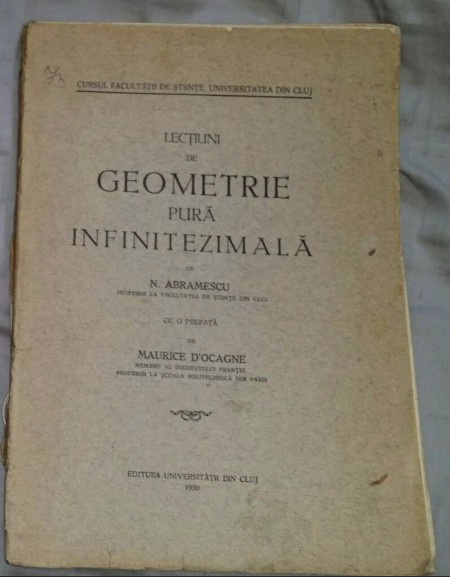 CURSUL FACULTĂȚII DE ȘTIINȚE, UNIVERSITATEA DIN CLUJ
LECȚIUNI
DE
GEOMETRIE
PURĂ
INFINITEZIMALĂ
DE
N. ABRAMESCU
PROFESOR LA FACULTATEA DE ȘTIINȚE DIN CLUJ
CU O PREFAȚĂ
DE
MAURICE D'OCAGNE
MEMBRU AL INSTITUTULUI FRANȚEI
PROFESOR LA ȘCOALA POLITECHNICĂ DIN PARIS
EDITURA UNIVERSITĂȚII DIN CLUJ
1930